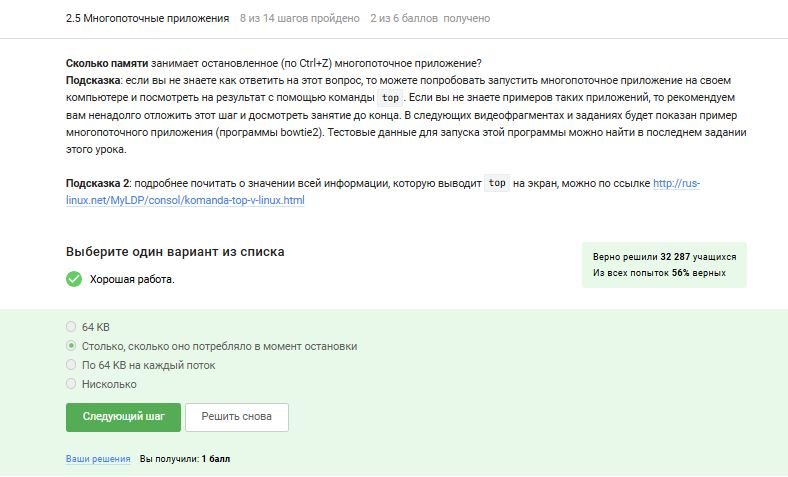 2.5 Многопоточные приложения 8 из 14 шагов пройдено 2 из 6 баллов получено
Сколько памяти занимает остановленное (по Ctrl+Z) многопоточное приложение?
Подсказка: если вы не знаете как ответить на этот вопрос, то можете попробовать запустить многопоточное приложение на своем
компьютере и посмотреть на результат с помощью команды top. Если вы не знаете примеров таких приложений, то рекомендуем
вам ненадолго отложить этот шаг и досмотреть занятие до конца. В следующих видеофрагментах и заданиях будет показан пример
многопоточного приложения (программы bowtie2). Тестовые данные для запуска этой программы можно найти в последнем задании
этого урока.
Подсказка 2: подробнее почитать о значении всей информации, которую выводит top на экран, можно по ссылке http://rus-
linux.net/MyLDP/consol/komanda-top-v-linux.html
Выберите один вариант из списка
Хорошая работа.
Верно решили 32 287 учащихся
Из всех попыток 56% верных
64 KB
Столько, сколько оно потребляло в момент остановки
По 64 KB на каждый поток
Нисколько
Следующий шаг Решить снова
Ваши решения Вы получили: 1 балл